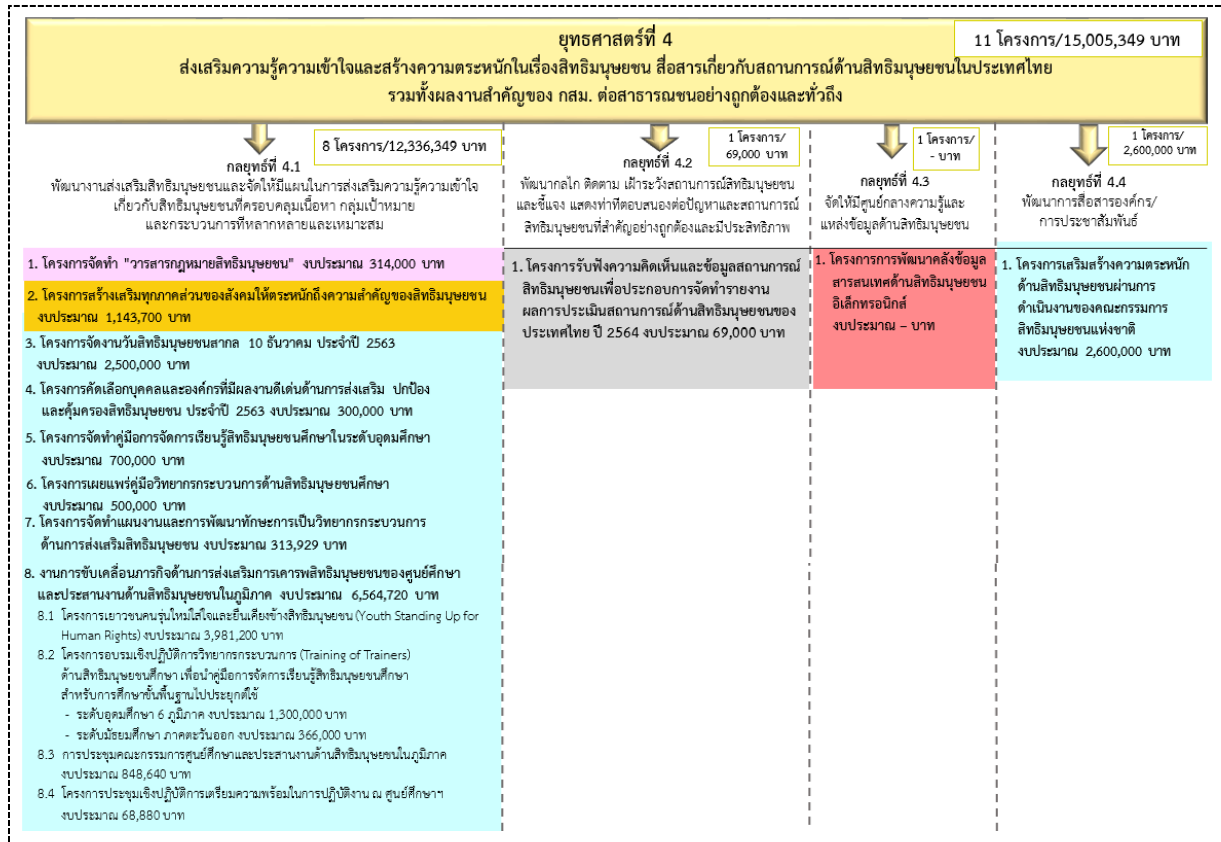 ยุทธศาสตร์ที่ 4
11 โครงการ/15,005,349 บาท
ส่งเสริมความรู้ความเข้าใจและสร้างความตระหนักในเรื่องสิทธิมนุษยชน สื่อสารเกี่ยวกับสถานการณ์ด้านสิทธิมนุษยชนในประเทศไทย
รวมทั้งผลงานสำคัญของ กสม. ต่อสาธารณชนอย่างถูกต้องและทั่วถึง
8 โครงการ/12,336,349 บาท
กลยุทธ์ที่ 4.1
พัฒนางานส่งเสริมสิทธิมนุษยชนและจัดให้มีแผนในการส่งเสริมความรู้ความเข้าใจ
เกี่ยวกับสิทธิมนุษยชนที่ครอบคลุมเนื้อหา กลุ่มเป้าหมาย
และกระบวนการที่หลากหลายและเหมาะสม
1. โครงการจัดทำ "วารสารกฎหมายสิทธิมนุษยชน" งบประมาณ 314,000 บาท
2. โครงการสร้างเสริมทุกภาคส่วนของสังคมให้ตระหนักถึงความสำคัญของสิทธิมนุษยชน
งบประมาณ 1,143,700 บาท
3. โครงการจัดงานวันสิทธิมนุษยชนสากล 10 ธันวาคม ประจำปี 2563
งบประมาณ 2,500,000 บาท
4. โครงการคัดเลือกบุคคลและองค์กรที่มีผลงานดีเด่นด้านการส่งเสริม ปกป้อง
และคุ้มครองสิทธิมนุษยชน ประจำปี 2563 งบประมาณ 300,000 บาท
5. โครงการจัดทำคู่มือการจัดการเรียนรู้สิทธิมนุษยชนศึกษาในระดับอุดมศึกษา
งบประมาณ 700,000 บาท
6. โครงการเผยแพร่คู่มือวิทยากรกระบวนการด้านสิทธิมนุษยชนศึกษา
งบประมาณ 500,000 บาท
7. โครงการจัดทำแผนงานและการพัฒนาทักษะการเป็นวิทยากรกระบวนการ
ด้านการส่งเสริมสิทธิมนุษยชน งบประมาณ 313,929 บาท
8. งานการขับเคลื่อนภารกิจด้านการส่งเสริมการเคารพสิทธิมนุษยชนของศูนย์ศึกษา
และประสานงานด้านสิทธิมนุษยชนในภูมิภาค งบประมาณ 6,564,720 บาท
8.1 โครงการเยาวชนคนรุ่นใหม่ใส่ใจและยืนเคียงข้างสิทธิมนุษยชน (Youth Standing Up for
Human Rights) งบประมาณ 3,981,200 บาท
8.2 โครงการอบรมเชิงปฏิบัติการวิทยากรกระบวนการ (Training of Trainers)
ด้านสิทธิมนุษยชนศึกษา เพื่อนำคู่มือการจัดการเรียนรู้สิทธิมนุษยชนศึกษา
สำหรับการศึกษาขั้นพื้นฐานไปประยุกต์ใช้
- ระดับอุดมศึกษา 6 ภูมิภาค งบประมาณ 1,300,000 บาท
- ระดับมัธยมศึกษา ภาคตะวันออก งบประมาณ 366,000 บาท
8.3 การประชุมคณะกรรมการศูนย์ศึกษาและประสานงานด้านสิทธิมนุษยชนในภูมิภาค
งบประมาณ 848,640 บาท
8.4 โครงการประชุมเชิงปฏิบัติการเตรียมความพร้อมในการปฏิบัติงาน ณ ศูนย์ศึกษาฯ
งบประมาณ 68,880 บาท
1 โครงการ/
69,000 บาท
กลยุทธ์ที่ 4.2
พัฒนากลไก ติดตาม เฝ้าระวังสถานการณ์สิทธิมนุษยชน
และชี้แจง แสดงท่าทีตอบสนองต่อปัญหาและสถานการณ์
สิทธิมนุษยชนที่สำคัญอย่างถูกต้องและมีประสิทธิภาพ
1. โครงการรับฟังความคิดเห็นและข้อมูลสถานการณ์
สิทธิมนุษยชนเพื่อประกอบการจัดทำรายงาน
ผลการประเมินสถานการณ์ด้านสิทธิมนุษยชนของ
ประเทศไทย ปี 2564 งบประมาณ 69,000 บาท
1 โครงการ/
- บาท
กลยุทธ์ที่ 4.3
จัดให้มีศูนย์กลางความรู้และ
แหล่งข้อมูลด้านสิทธิมนุษยชน
1. โครงการการพัฒนาคลังข้อมูล
สารสนเทศด้านสิทธิมนุษยชน
อิเล็กทรอนิกส์
งบประมาณ – บาท
1 โครงการ/
2,600,000 บาท
กลยุทธ์ที่ 4.4
พัฒนาการสื่อสารองค์กร/
การประชาสัมพันธ์
1. โครงการเสริมสร้างความตระหนัก
ด้านสิทธิมนุษยชนผ่านการ
ดำเนินงานของคณะกรรมการ
สิทธิมนุษยชนแห่งชาติ
งบประมาณ 2,600,000 บาท